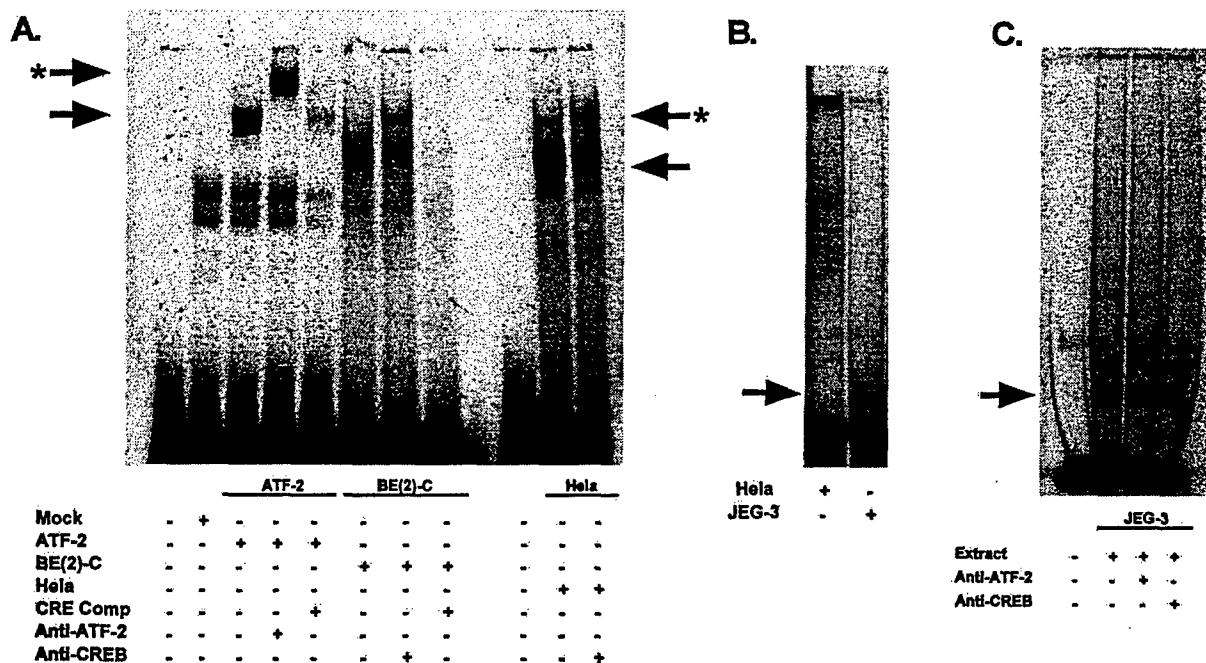 A.
*
*
ATF-2 BE(2)-C Hela
Mock - + - - - - - - - - -
ATF-2 - - + + + - - - - - -
BE(2)-C - - - - - + + + - - -
Hela - - - - - - - - - + +
CRE Comp - - - - + - - + - - -
Anti-ATF-2 - - - + - - - - - - -
Anti-CREB - - - - - - + - - - +
B.
Hela + -
JEG-3 - +
C.
JEG-3
Extract - + + +
Anti-ATF-2 - - + -
Anti-CREB - - - +